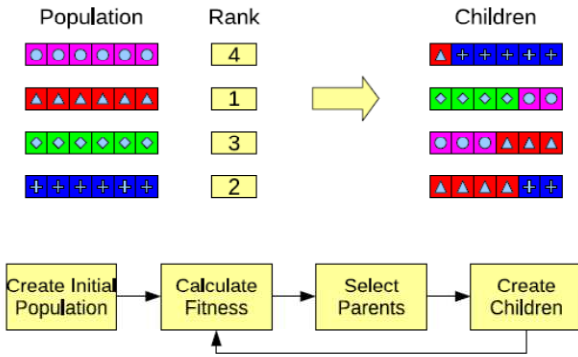 Population Rank Children
4
1
3
2
Create Initial
Population
Calculate
Fitness
Select
Parents
Create
Children